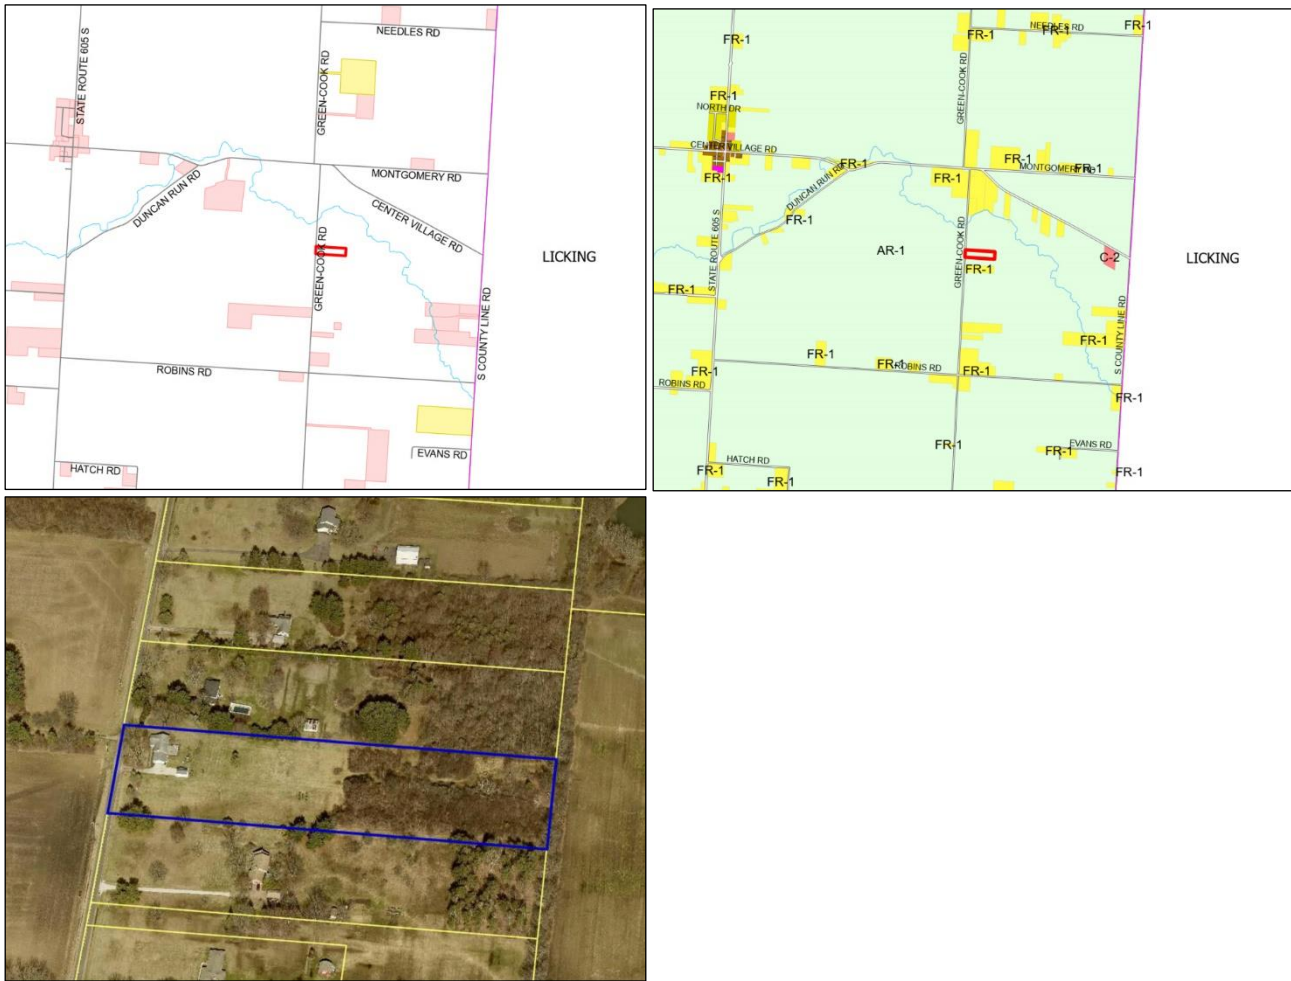 NEEDLES RD
STATE ROUTE 605 S
GREEN-COOK RD
MONTGOMERY RD
DUNCAN RUN RD
CENTER VILLAGE RD
GREEN-COOK RD
LICKING
S COUNTY LINE RD
ROBINS RD
EVANS RD
HATCH RD
FR-1
FR-1
NEEDLES RD
FR-1
FR-1
FR-1
NORTH DR
GREEN-COOK RD
CENTER VILLAGE RD
FR-1
FR-1
FR-1
MONTGOMERY RD
FR-1
FR-1
DUNCAN RUN RD
FR-1
STATE ROUTE 605 S
AR-1
GREEN-COOK RD
FR-1
C-2
LICKING
FR-1
S COUNTY LINE RD
FR-1
FR-1
FR-1
FR-1
ROBINS RD
FR-1
ROBINS RD
FR-1
FR-1
EVANS RD
FR-1
HATCH RD
FR-1
FR-1
FR-1